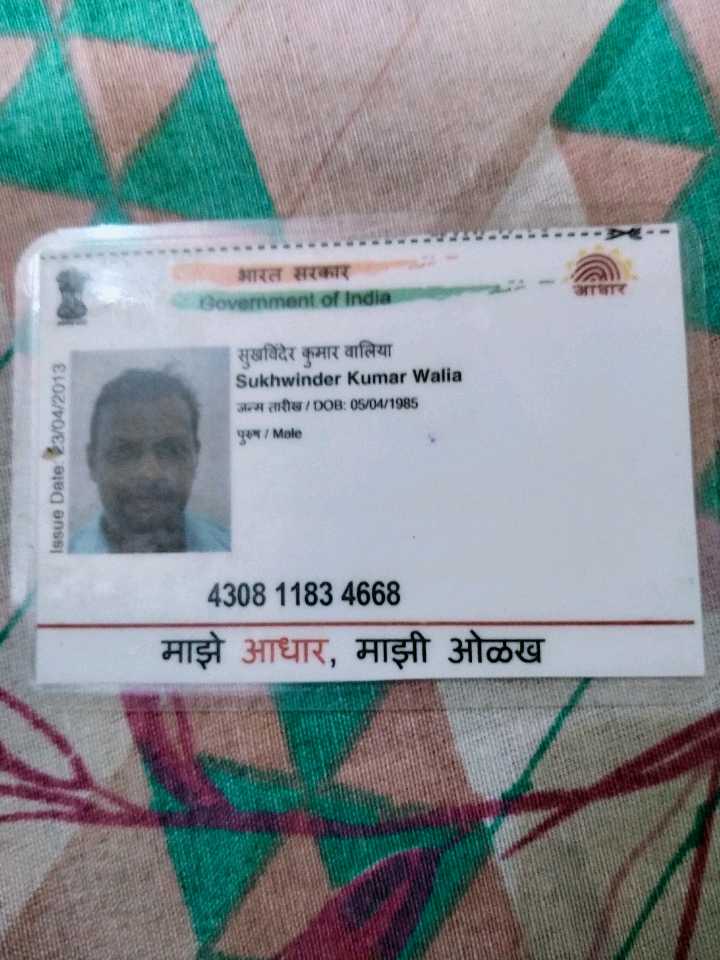 भारत सरकार
Government of India
आधार
सुखविंदेर कुमार वालिया
Sukhwinder Kumar Walia
जन्म तारीख / DOB: 05/04/1985
पुरुष / Male
Issue Date: 23/04/2013
4308 1183 4668
माझे आधार, माझी ओळख